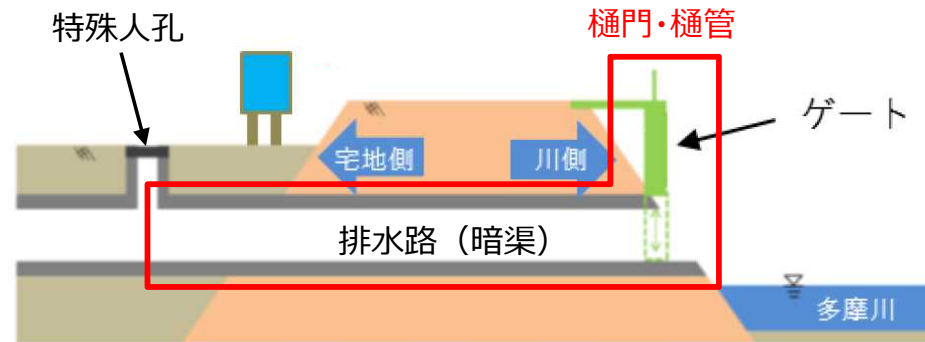 特殊人孔
樋門・樋管
ゲート
宅地側
川側
排水路（暗渠）
多摩川